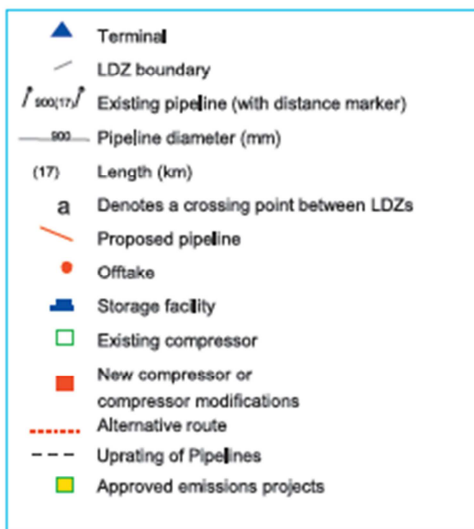 Terminal
LDZ boundary
900(17) Existing pipeline (with distance marker)
900 Pipeline diameter (mm)
(17) Length (km)
a Denotes a crossing point between LDZs
Proposed pipeline
Offtake
Storage facility
Existing compressor
New compressor or
compressor modifications
Alternative route
Uprating of Pipelines
Approved emissions projects